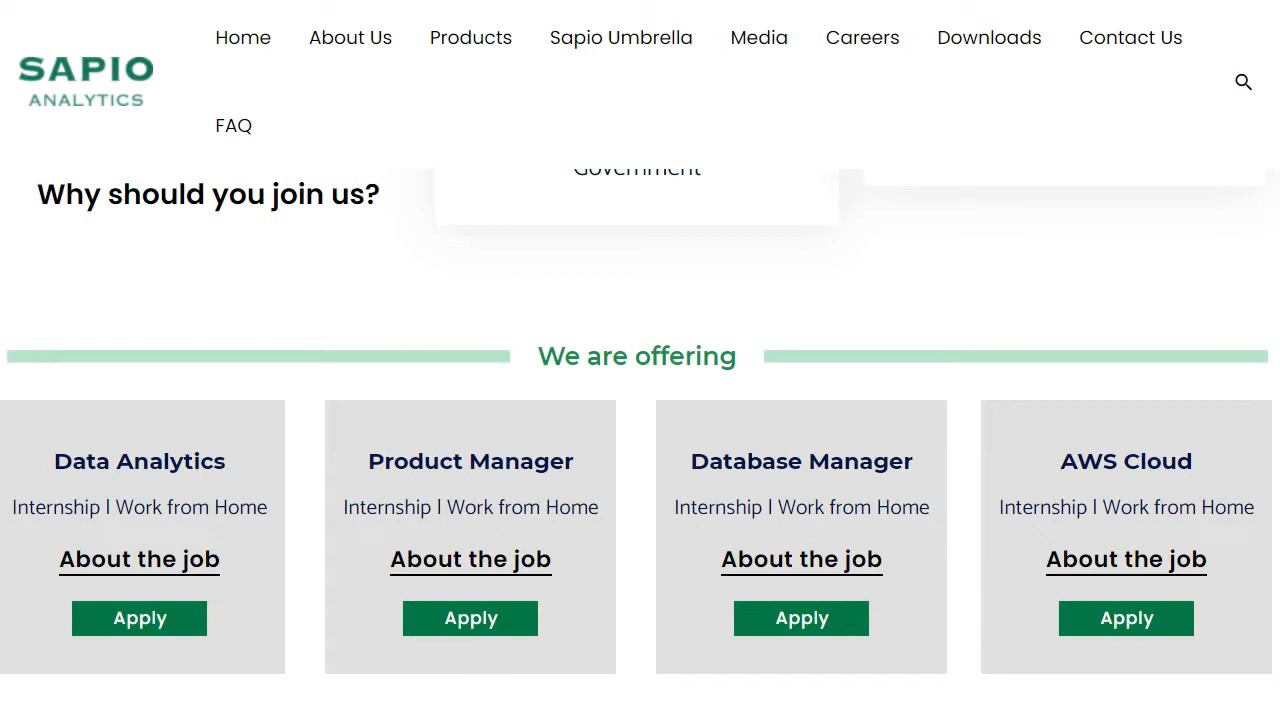 SAPIO
ANALYTICS
Home About Us Products Sapio Umbrella Media Careers Downloads Contact Us
FAQ
Government
Why should you join us?
We are offering
Data Analytics Product Manager Database Manager AWS Cloud
Internship | Work from Home Internship | Work from Home Internship | Work from Home Internship | Work from Home
About the job About the job About the job About the job
Apply Apply Apply Apply